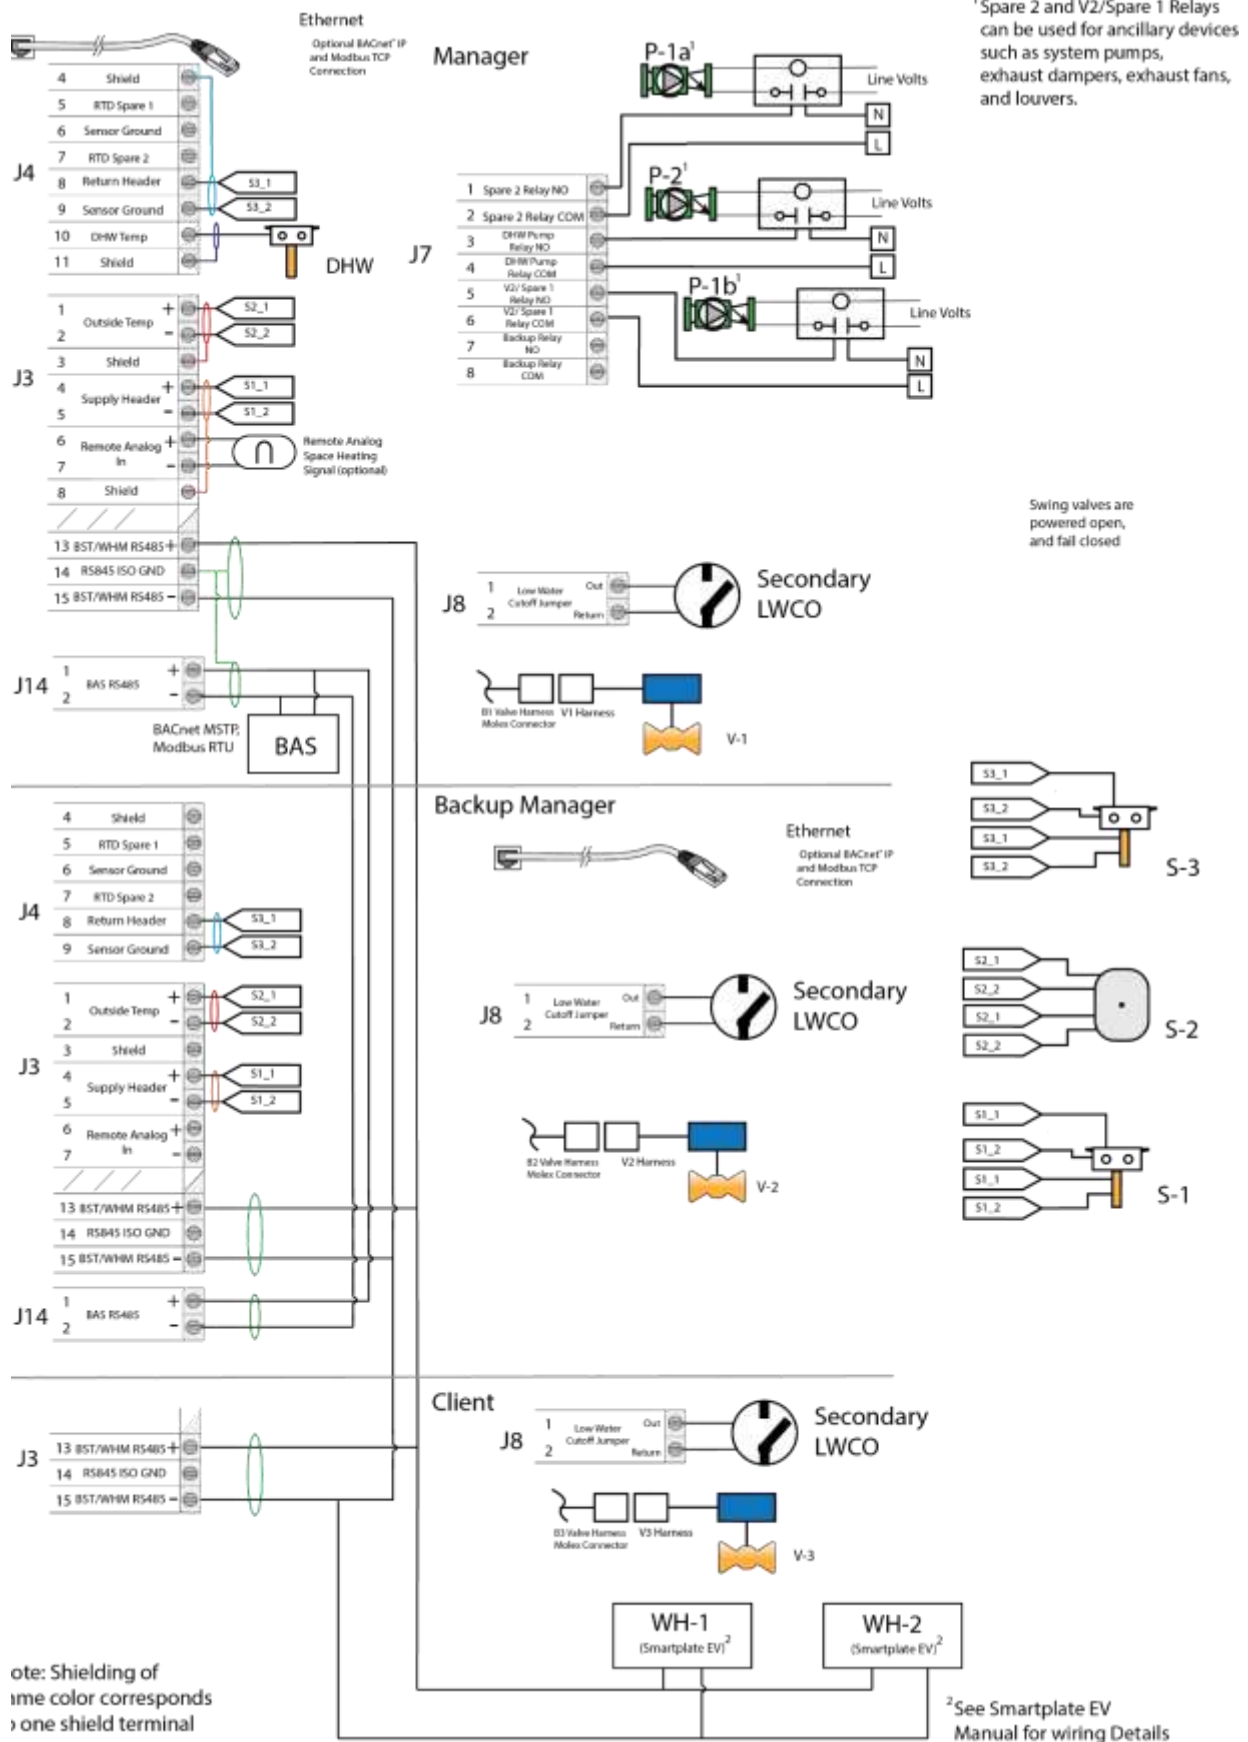 Ethernet
Optional BACnet® IP
and Modbus TCP
Connection
Manager
¹Spare 2 and V2/Spare 1 Relays
can be used for ancillary devices
such as system pumps,
exhaust dampers, exhaust fans,
and louvers.
J4
4 Shield
5 RTD Spare 1
6 Sensor Ground
7 RTD Spare 2
8 Return Header
9 Sensor Ground
10 DHW Temp
11 Shield
S3_1
S3_2
DHW
P-1a¹
Line Volts
N
L
P-2¹
Line Volts
N
L
P-1b¹
Line Volts
N
L
J7
1 Spare 2 Relay NO
2 Spare 2 Relay COM
3 DHW Pump
Relay NO
4 DHW Pump
Relay COM
5 V2/ Spare 1
Relay NO
6 V2/ Spare 1
Relay COM
7 Backup Relay
NO
8 Backup Relay
COM
J3
1 +
Outside Temp
2 -
3 Shield
4 +
Supply Header
5 -
6 +
Remote Analog
In
7 -
8 Shield
13 BST/WHM RS485 +
14 RS845 ISO GND
15 BST/WHM RS485 -
S2_1
S2_2
S1_1
S1_2
Remote Analog
Space Heating
Signal (optional)
Swing valves are
powered open,
and fail closed
J8
1 Out
Low Water
Cutoff Jumper
2 Return
Secondary
LWCO
J14
1 +
BAS RS485
2 -
BACnet MSTP,
Modbus RTU
BAS
B1 Valve Harness
Molex Connector
V1 Harness
V-1
Backup Manager
Ethernet
Optional BACnet® IP
and Modbus TCP
Connection
J4
4 Shield
5 RTD Spare 1
6 Sensor Ground
7 RTD Spare 2
8 Return Header
9 Sensor Ground
S3_1
S3_2
J3
1 +
Outside Temp
2 -
3 Shield
4 +
Supply Header
5 -
6 +
Remote Analog
In
7 -
13 BST/WHM RS485 +
14 RS845 ISO GND
15 BST/WHM RS485 -
S2_1
S2_2
S1_1
S1_2
J8
1 Out
Low Water
Cutoff Jumper
2 Return
Secondary
LWCO
B2 Valve Harness
Molex Connector
V2 Harness
V-2
J14
1 +
BAS RS485
2 -
S3_1
S3_2
S3_1
S3_2
S-3
S2_1
S2_2
S2_1
S2_2
S-2
S1_1
S1_2
S1_1
S1_2
S-1
Client
J3
13 BST/WHM RS485 +
14 RS845 ISO GND
15 BST/WHM RS485 -
J8
1 Out
Low Water
Cutoff Jumper
2 Return
Secondary
LWCO
B3 Valve Harness
Molex Connector
V3 Harness
V-3
WH-1
(Smartplate EV)²
WH-2
(Smartplate EV)²
ote: Shielding of
ame color corresponds
o one shield terminal
²See Smartplate EV
Manual for wiring Details